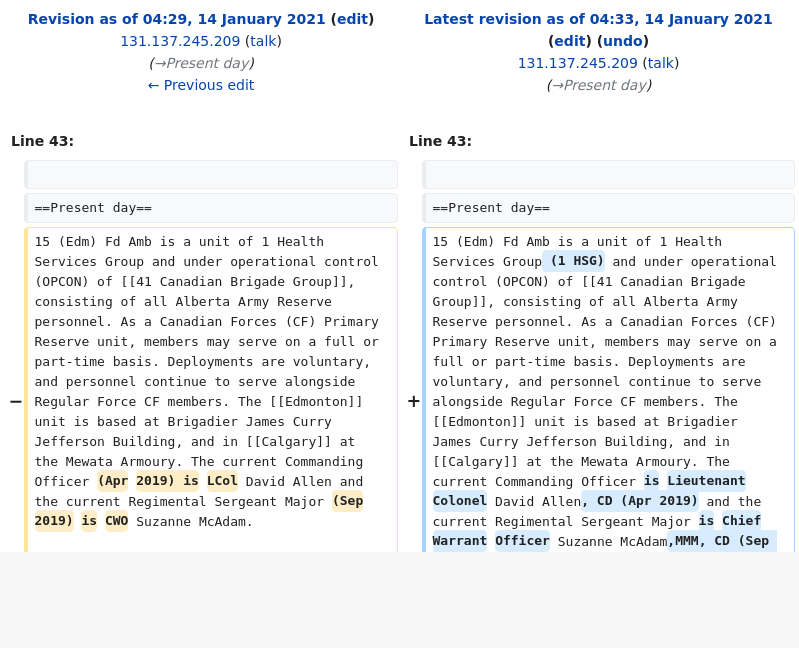 Revision as of 04:29, 14 January 2021 (edit)
131.137.245.209 (talk)
(→Present day)
← Previous edit
Latest revision as of 04:33, 14 January 2021
(edit) (undo)
131.137.245.209 (talk)
(→Present day)
Line 43:
Line 43:
==Present day==
==Present day==
−
15 (Edm) Fd Amb is a unit of 1 Health
Services Group and under operational control
(OPCON) of [[41 Canadian Brigade Group]],
consisting of all Alberta Army Reserve
personnel. As a Canadian Forces (CF) Primary
Reserve unit, members may serve on a full or
part-time basis. Deployments are voluntary,
and personnel continue to serve alongside
Regular Force CF members. The [[Edmonton]]
unit is based at Brigadier James Curry
Jefferson Building, and in [[Calgary]] at
the Mewata Armoury. The current Commanding
Officer (Apr 2019) is LCol David Allen and
the current Regimental Sergeant Major (Sep
2019) is CWO Suzanne McAdam.
+
15 (Edm) Fd Amb is a unit of 1 Health
Services Group (1 HSG) and under operational
control (OPCON) of [[41 Canadian Brigade
Group]], consisting of all Alberta Army
Reserve personnel. As a Canadian Forces (CF)
Primary Reserve unit, members may serve on a
full or part-time basis. Deployments are
voluntary, and personnel continue to serve
alongside Regular Force CF members. The
[[Edmonton]] unit is based at Brigadier
James Curry Jefferson Building, and in
[[Calgary]] at the Mewata Armoury. The
current Commanding Officer is Lieutenant
Colonel David Allen, CD (Apr 2019) and the
current Regimental Sergeant Major is Chief
Warrant Officer Suzanne McAdam,MMM, CD (Sep